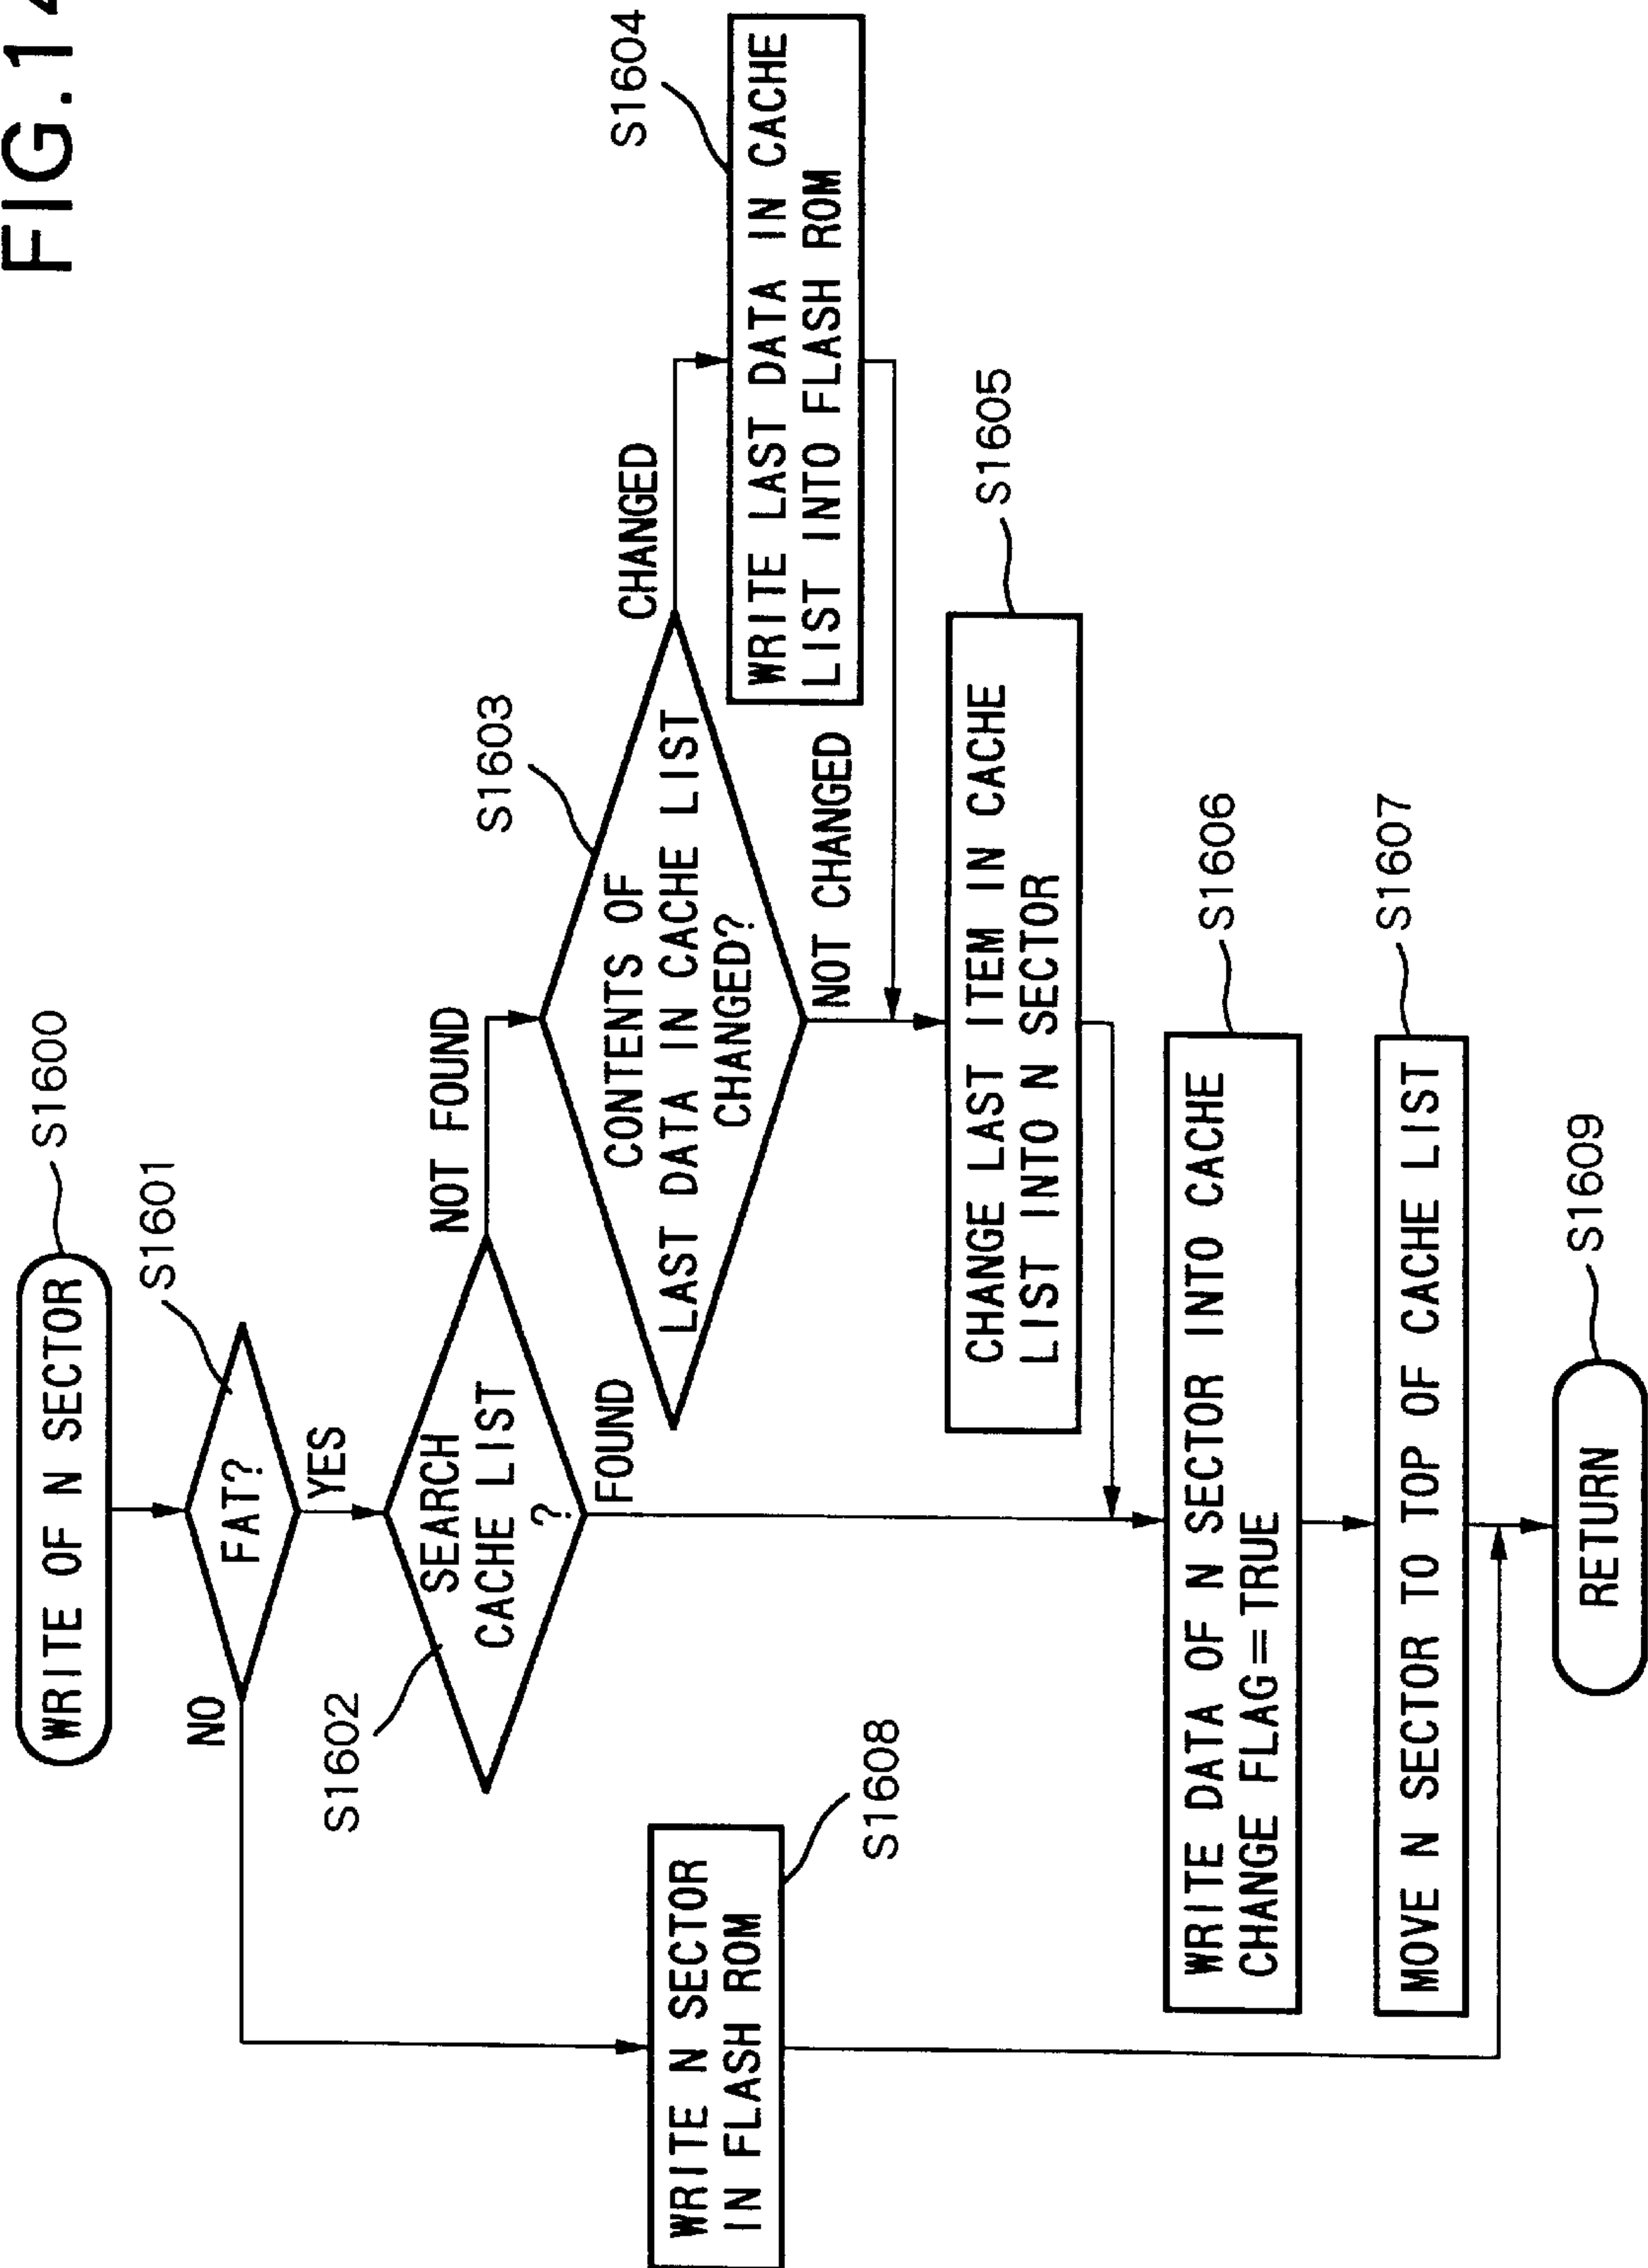 FIG.14
WRITE OF N SECTOR
S1600
FAT?
S1601
NO
YES
SEARCH
CACHE LIST
?
S1602
NOT FOUND
FOUND
CONTENTS OF
LAST DATA IN CACHE LIST
CHANGED?
S1603
CHANGED
NOT CHANGED
WRITE LAST DATA IN CACHE
LIST INTO FLASH ROM
S1604
CHANGE LAST ITEM IN CACHE
LIST INTO N SECTOR
S1605
WRITE N SECTOR
IN FLASH ROM
S1608
WRITE DATA OF N SECTOR INTO CACHE
CHANGE FLAG=TRUE
S1606
MOVE N SECTOR TO TOP OF CACHE LIST
S1607
RETURN
S1609